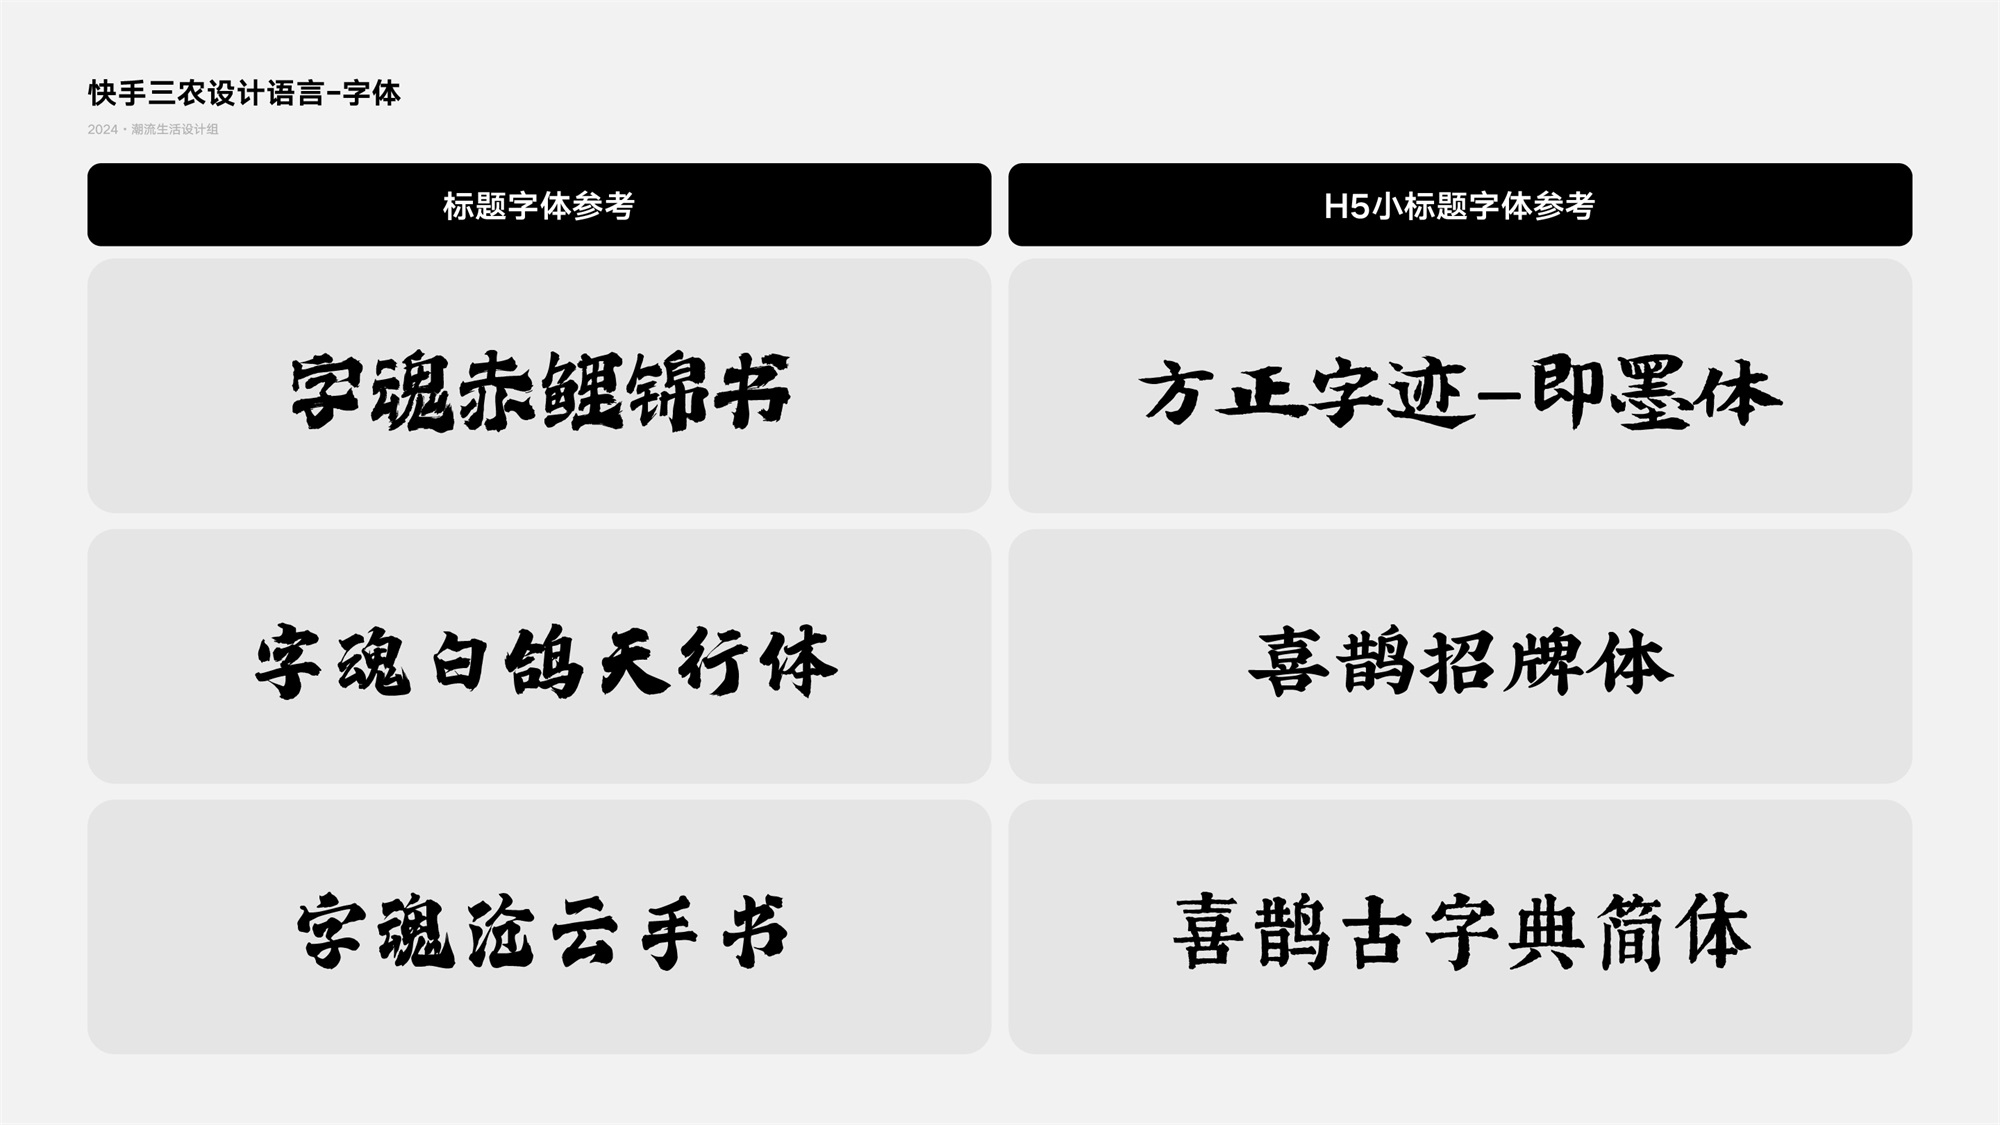 快手三农设计语言-字体
2024·潮流生活设计组
标题字体参考
H5小标题字体参考
字魂赤鲤锦书
方正字迹-即墨体
字魂白鸽天行体
喜鹊招牌体
字魂沧云手书
喜鹊古字典简体